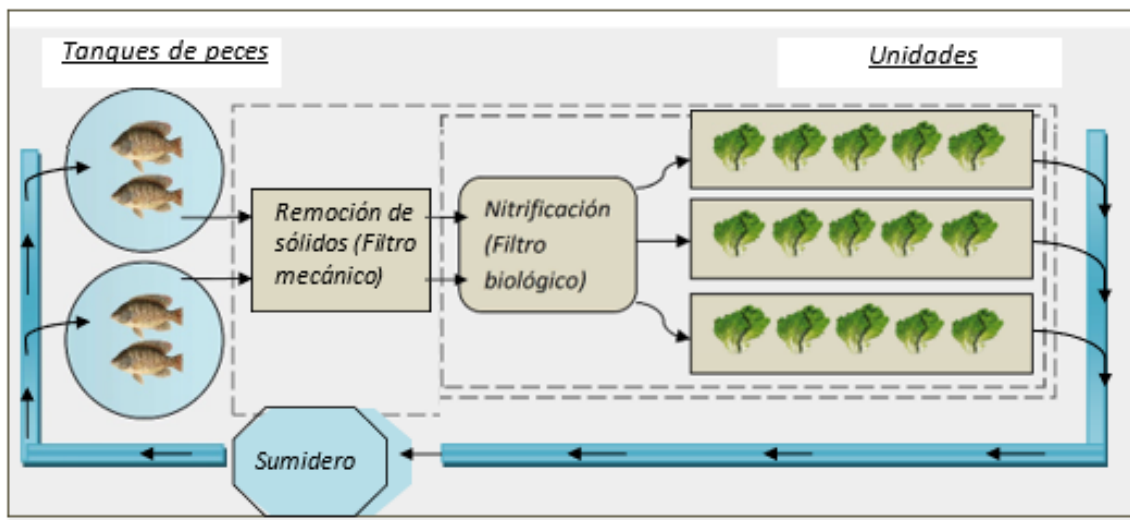 Tanques de peces
Unidades
Remoción de
sólidos (Filtro
mecánico)
Nitrificación
(Filtro
biológico)
Sumidero